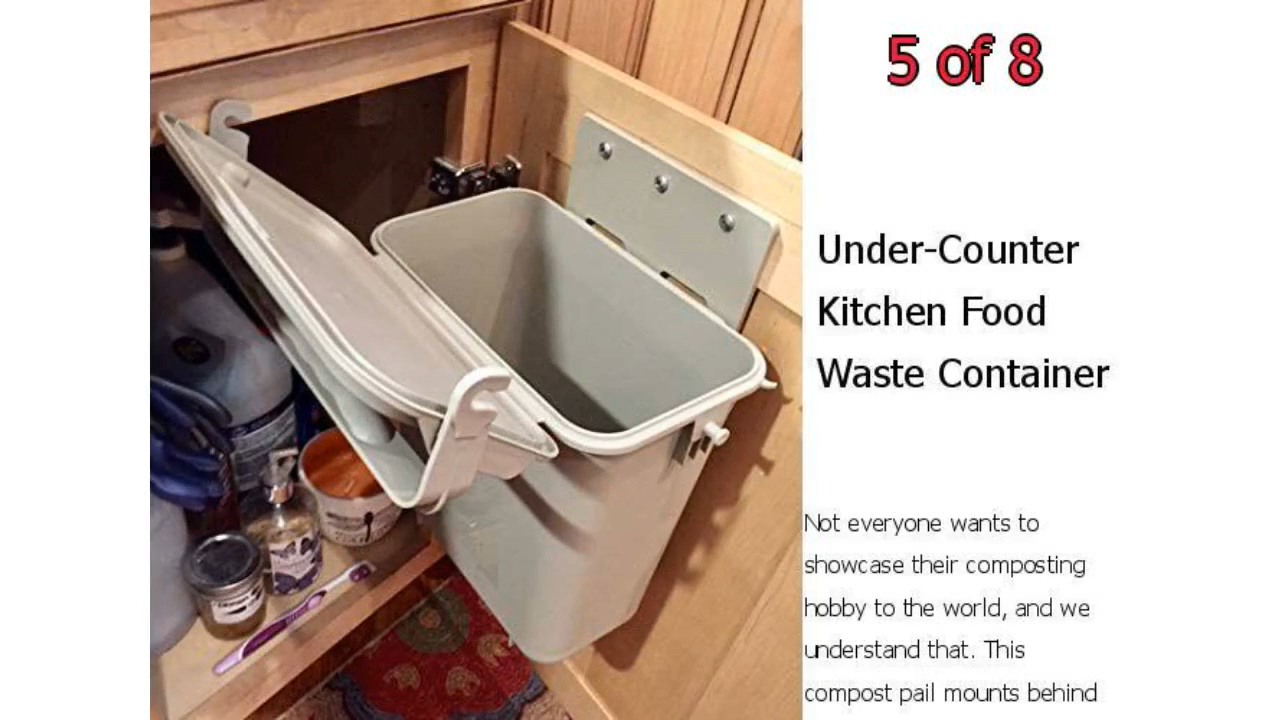 5 of 8
Under-Counter
Kitchen Food
Waste Container
Not everyone wants to
showcase their composting
hobby to the world, and we
understand that. This
compost pail mounts behind